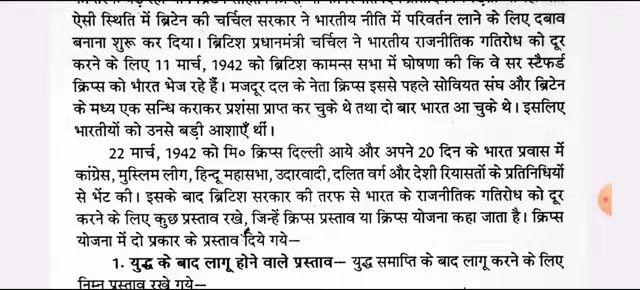 ऐसी स्थिति में ब्रिटेन की चर्चिल सरकार ने भारतीय नीति में परिवर्तन लाने के लिए दबाव
बनाना शुरू कर दिया। ब्रिटिश प्रधानमंत्री चर्चिल ने भारतीय राजनीतिक गतिरोध को दूर
करने के लिए 11 मार्च, 1942 को ब्रिटिश कामन्स सभा में घोषणा की कि वे सर स्टैफर्ड
क्रिप्स को भारत भेज रहे हैं। मजदूर दल के नेता क्रिप्स इससे पहले सोवियत संघ और ब्रिटेन
के मध्य एक सन्धि कराकर प्रशंसा प्राप्त कर चुके थे तथा दो बार भारत आ चुके थे। इसलिए
भारतीयों को उनसे बड़ी आशाएँ थीं।
22 मार्च, 1942 को मि० क्रिप्स दिल्ली आये और अपने 20 दिन के भारत प्रवास में
कांग्रेस, मुस्लिम लीग, हिन्दू महासभा, उदारवादी, दलित वर्ग और देशी रियासतों के प्रतिनिधियों
से भेंट की। इसके बाद ब्रिटिश सरकार की तरफ से भारत के राजनीतिक गतिरोध को दूर
करने के लिए कुछ प्रस्ताव रखे, जिन्हें क्रिप्स प्रस्ताव या क्रिप्स योजना कहा जाता है। क्रिप्स
योजना में दो प्रकार के प्रस्ताव दिये गये—
1. युद्ध के बाद लागू होने वाले प्रस्ताव— युद्ध समाप्ति के बाद लागू करने के लिए
निम्न प्रस्ताव रखे गये—